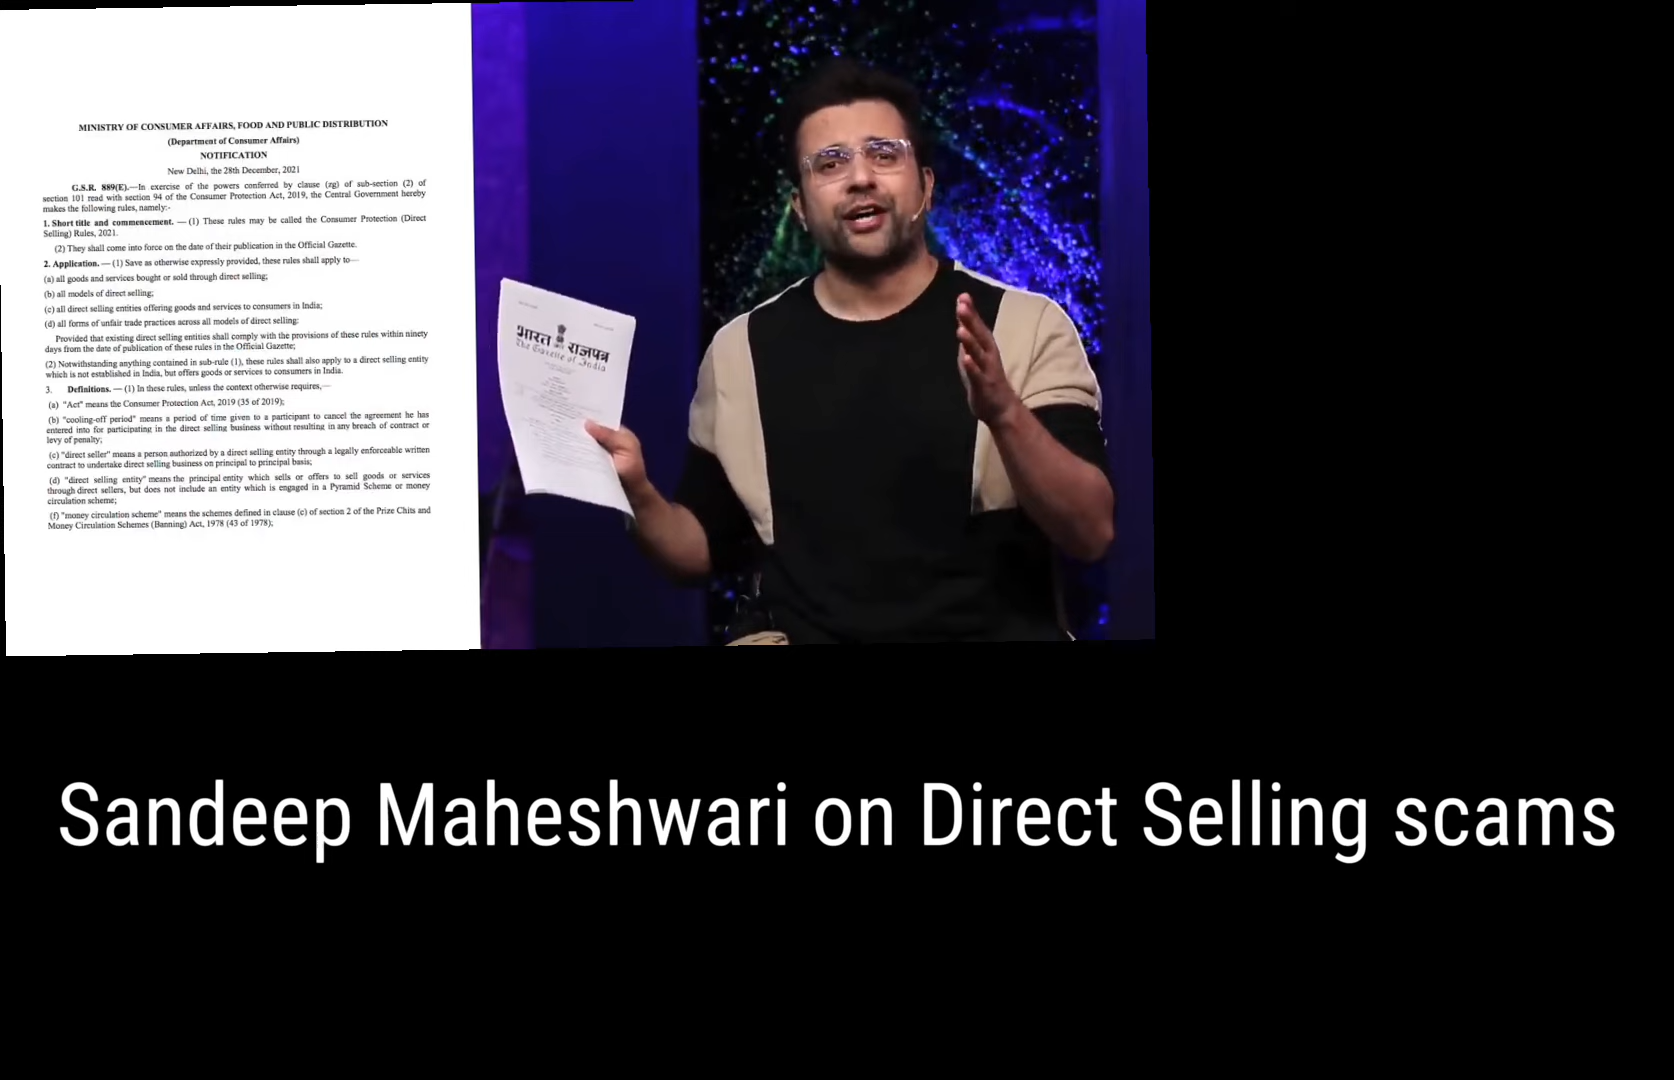 MINISTRY OF CONSUMER AFFAIRS, FOOD AND PUBLIC DISTRIBUTION
(Department of Consumer Affairs)
NOTIFICATION
New Delhi, the 28th December, 2021
G.S.R. 889(E).—In exercise of the powers conferred by clause (zg) of sub-section (2) of
section 101 read with section 94 of the Consumer Protection Act, 2019, the Central Government hereby
makes the following rules, namely:-
1. Short title and commencement. — (1) These rules may be called the Consumer Protection (Direct
Selling) Rules, 2021.
(2) They shall come into force on the date of their publication in the Official Gazette.
2. Application. — (1) Save as otherwise expressly provided, these rules shall apply to—
(a) all goods and services bought or sold through direct selling;
(b) all models of direct selling;
(c) all direct selling entities offering goods and services to consumers in India;
(d) all forms of unfair trade practices across all models of direct selling:
Provided that existing direct selling entities shall comply with the provisions of these rules within ninety
days from the date of publication of these rules in the Official Gazette;
(2) Notwithstanding anything contained in sub-rule (1), these rules shall also apply to a direct selling entity
which is not established in India, but offers goods or services to consumers in India.
3. Definitions. — (1) In these rules, unless the context otherwise requires,—
(a) "Act" means the Consumer Protection Act, 2019 (35 of 2019);
(b) "cooling-off period" means a period of time given to a participant to cancel the agreement he has
entered into for participating in the direct selling business without resulting in any breach of contract or
levy of penalty;
(c) "direct seller" means a person authorized by a direct selling entity through a legally enforceable written
contract to undertake direct selling business on principal to principal basis;
(d) "direct selling entity" means the principal entity which sells or offers to sell goods or services
through direct sellers, but does not include an entity which is engaged in a Pyramid Scheme or money
circulation scheme;
(f) "money circulation scheme" means the schemes defined in clause (c) of section 2 of the Prize Chits and
Money Circulation Schemes (Banning) Act, 1978 (43 of 1978);
भारत राजपत्र
The Gazette of India
Sandeep Maheshwari on Direct Selling scams